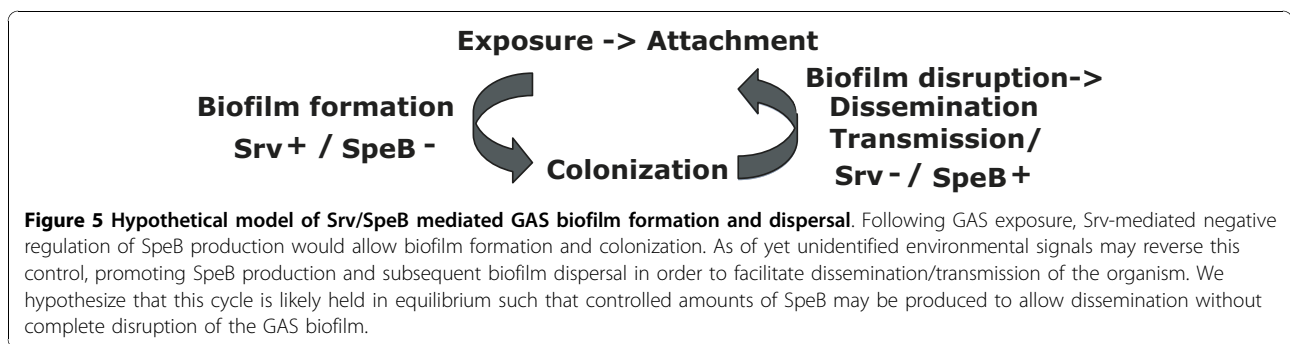 Exposure -> Attachment
Biofilm formation
Srv+ / SpeB -
Colonization
Biofilm disruption->
Dissemination
Transmission/
Srv - / SpeB+
Figure 5 Hypothetical model of Srv/SpeB mediated GAS biofilm formation and dispersal. Following GAS exposure, Srv-mediated negative
regulation of SpeB production would allow biofilm formation and colonization. As of yet unidentified environmental signals may reverse this
control, promoting SpeB production and subsequent biofilm dispersal in order to facilitate dissemination/transmission of the organism. We
hypothesize that this cycle is likely held in equilibrium such that controlled amounts of SpeB may be produced to allow dissemination without
complete disruption of the GAS biofilm.